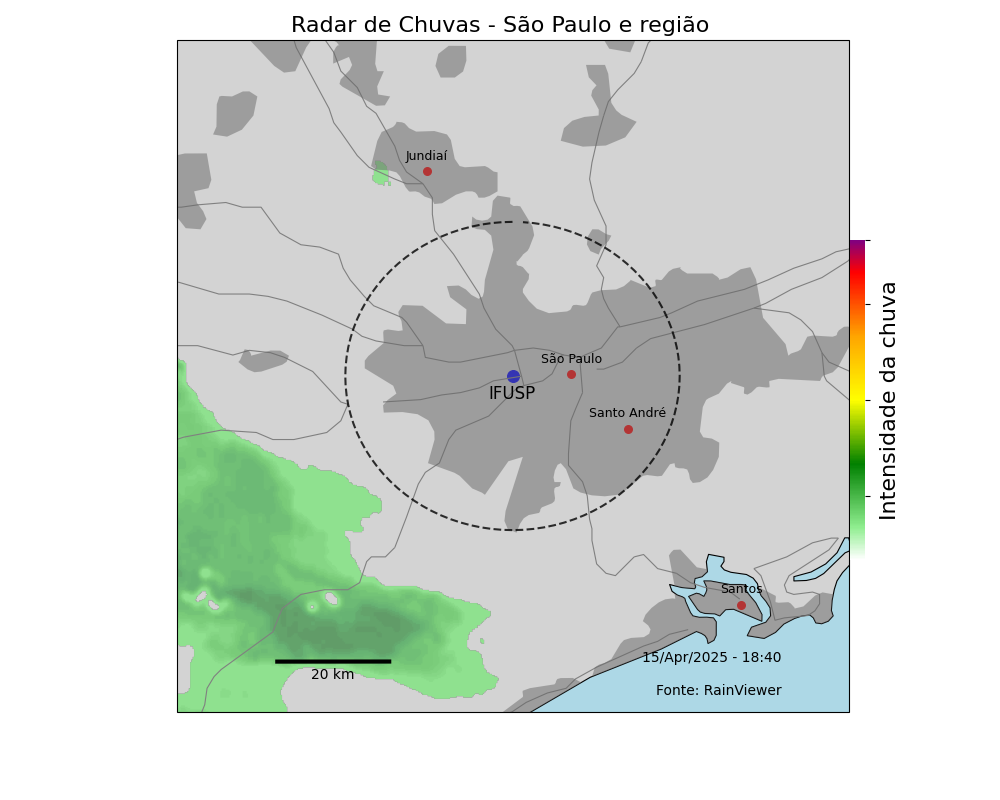 Radar de Chuvas - São Paulo e região
Jundiaí
São Paulo
IFUSP
Santo André
Intensidade da chuva
Santos
15/Apr/2025 - 18:40
20 km
Fonte: RainViewer